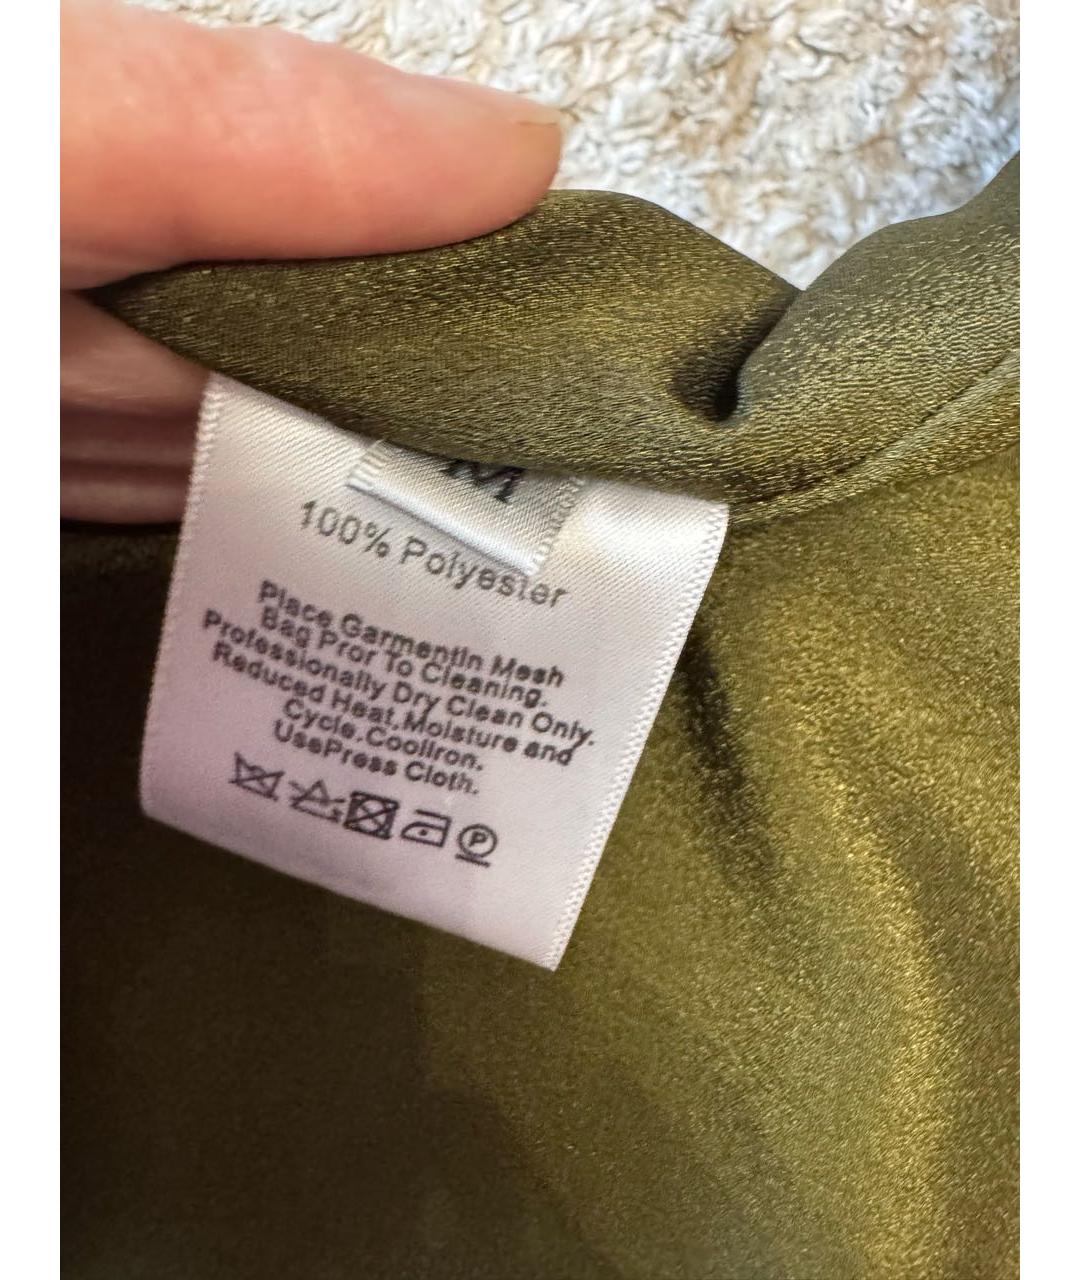 M
100% Polyester
Place Garmentin Mesh
Bag Pror To Cleaning.
Professionally Dry Clean Only.
Reduced Heat.Moisture and
Cycle.CoolIron.
UsePress Cloth.
P